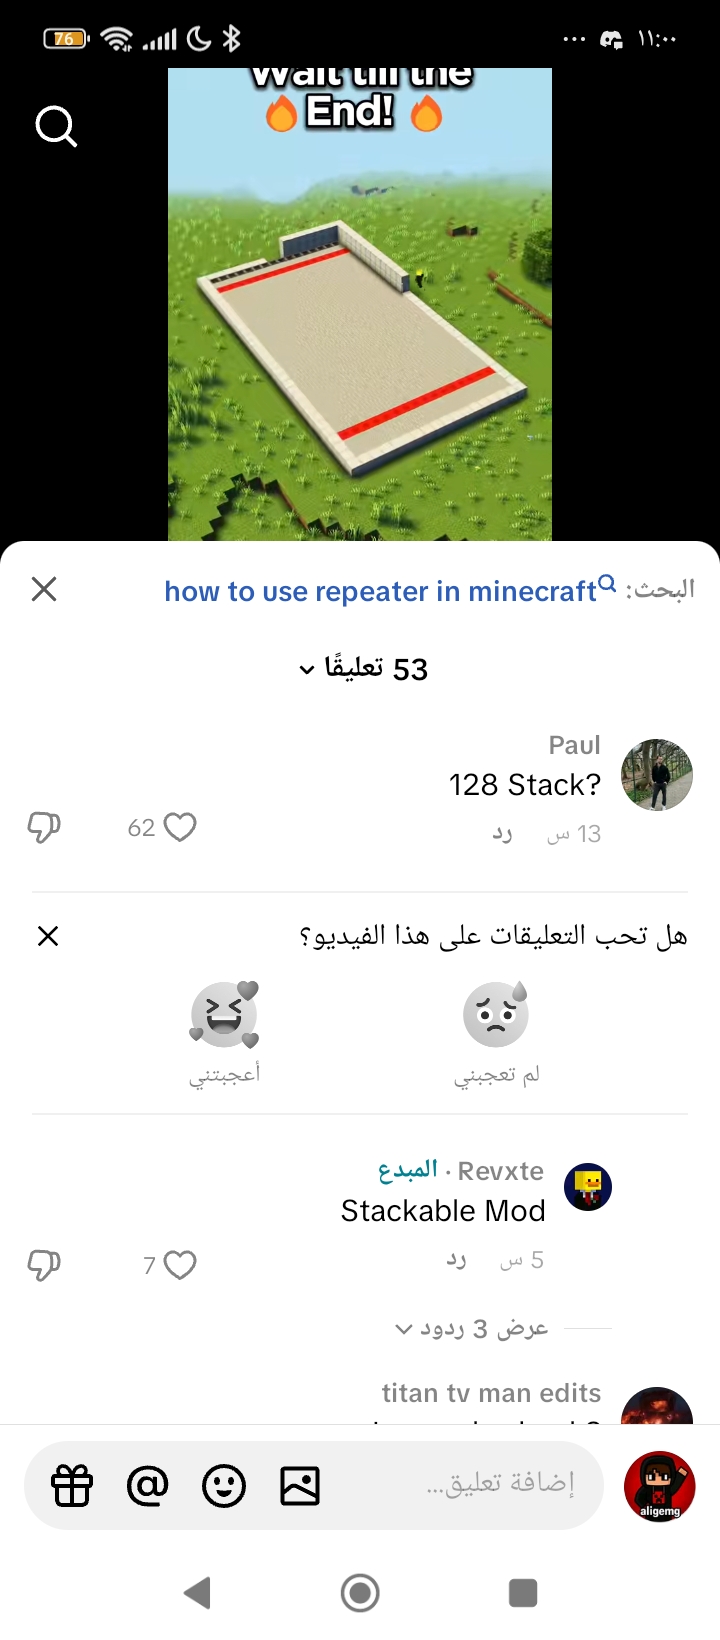 76
١١:٠٠
Wait till the
🔥 End! 🔥
البحث: how to use repeater in minecraft
53 تعليقًا
Paul
128 Stack?
13 س رد
62
هل تحب التعليقات على هذا الفيديو؟
لم تعجبني
أعجبتني
Revxte · المبدع
Stackable Mod
5 س رد
7
عرض 3 ردود
titan tv man edits
إضافة تعليق...
aligemg